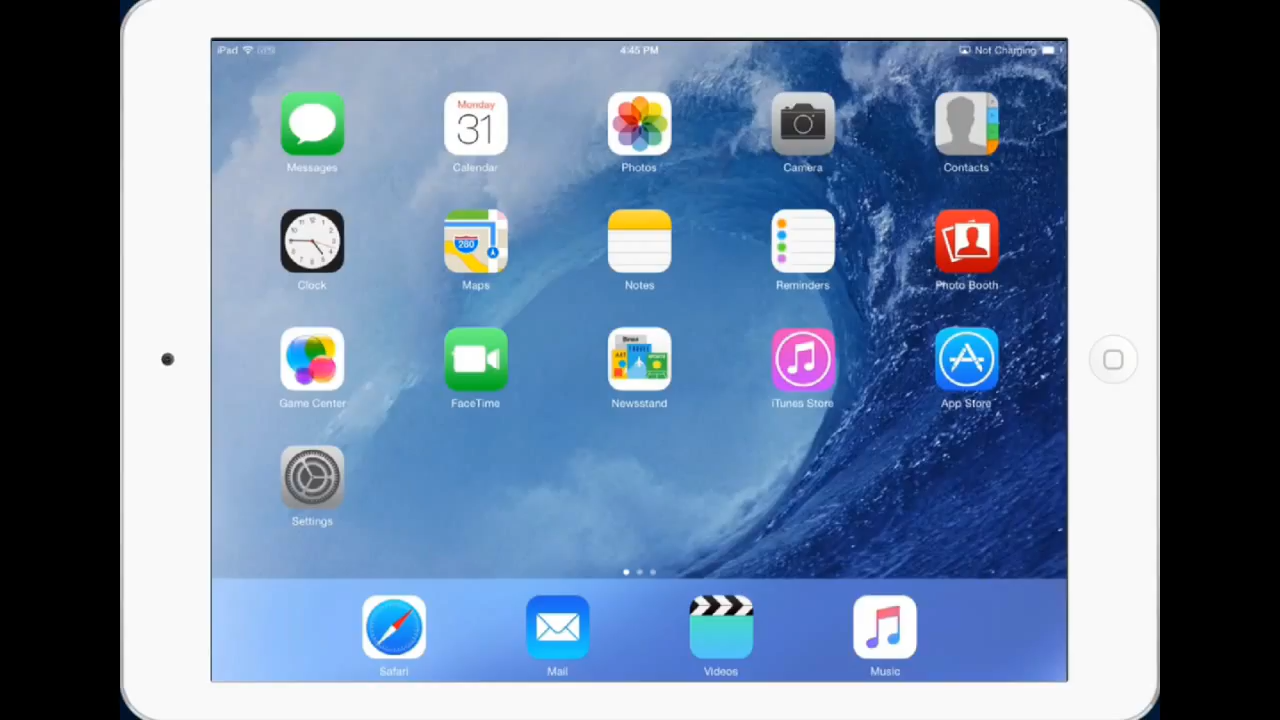 iPad VPN 4:45 PM Not Charging
Monday
31
Messages Calendar Photos Camera Contacts
280
Clock Maps Notes Reminders Photo Booth
Game Center FaceTime Newsstand iTunes Store App Store
Settings
Safari Mail Videos Music